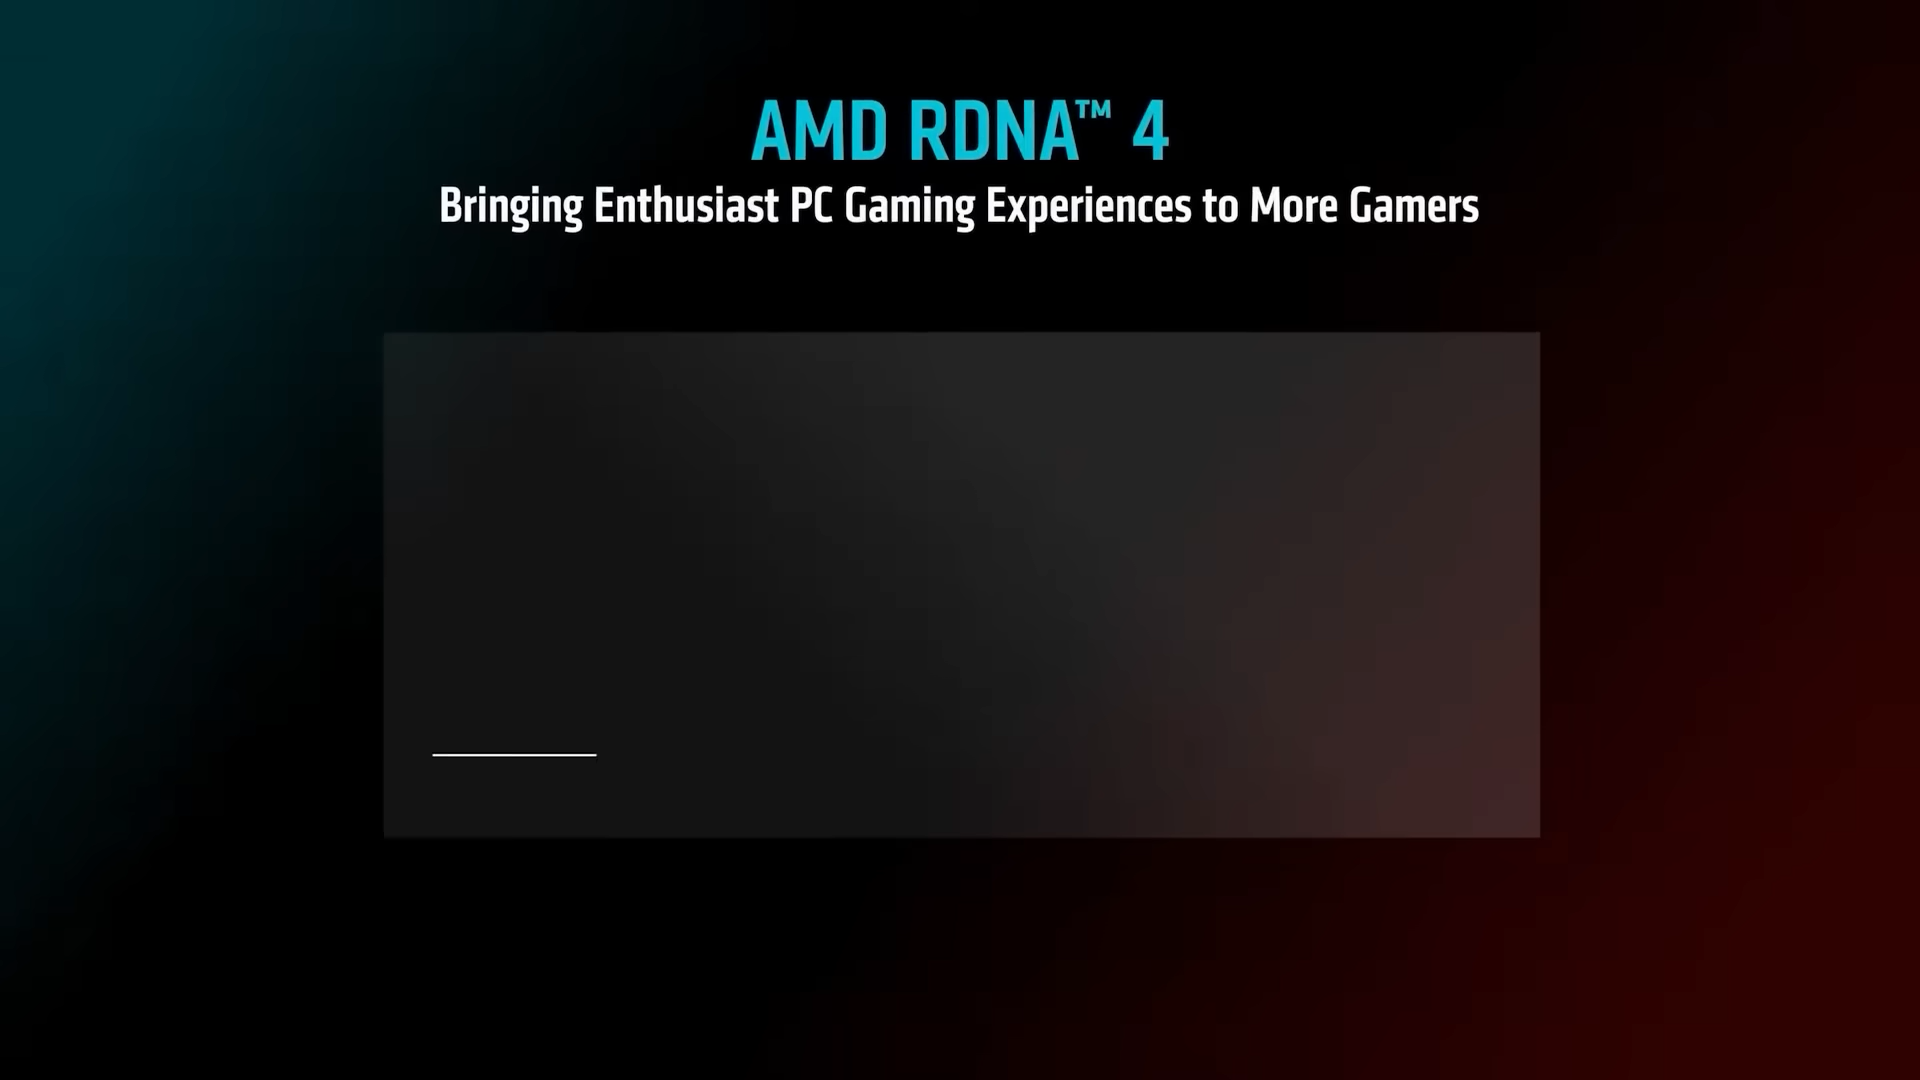 AMD RDNA™ 4
Bringing Enthusiast PC Gaming Experiences to More Gamers